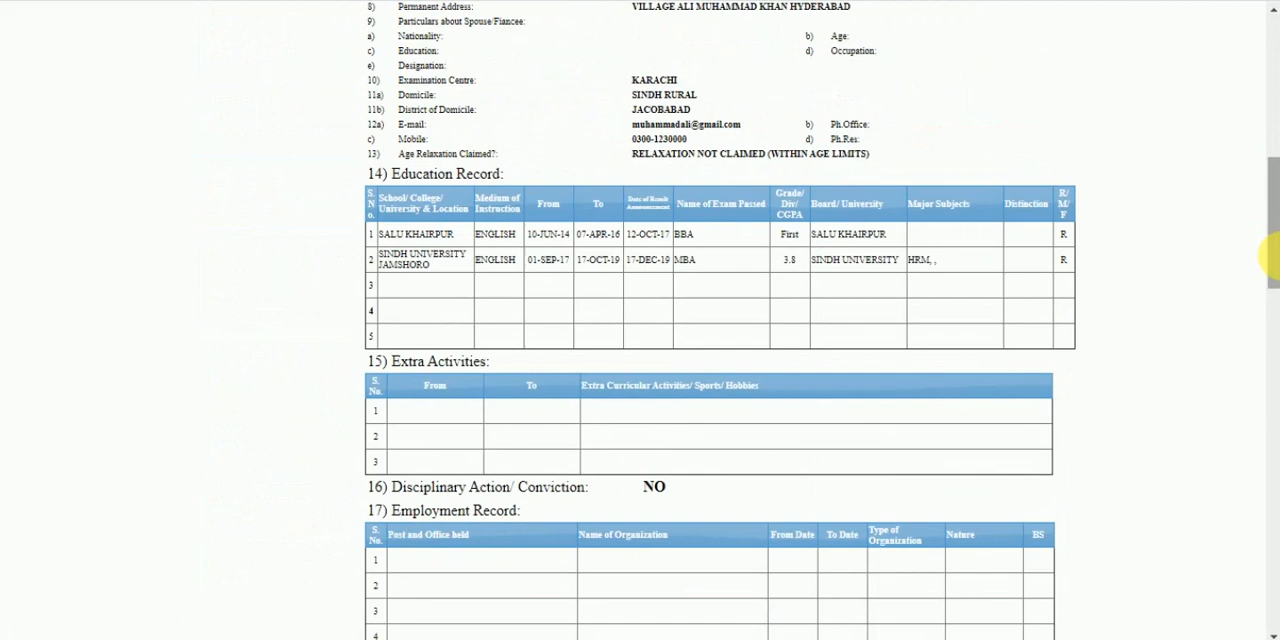 8) Permanent Address: VILLAGE ALI MUHAMMAD KHAN HYDERABAD
9) Particulars about Spouse/Fiancee:
a) Nationality: b) Age:
c) Education: d) Occupation:
e) Designation:
10) Examination Centre: KARACHI
11a) Domicile: SINDH RURAL
11b) District of Domicile: JACOBABAD
12a) E-mail: muhammadali@gmail.com b) Ph.Office:
c) Mobile: 0300-1230000 d) Ph.Res:
13) Age Relaxation Claimed?: RELAXATION NOT CLAIMED (WITHIN AGE LIMITS)
14) Education Record:
S. No. School/ College/ University & Location Medium of Instruction From To Date of Result Announcement Name of Exam Passed Grade/ Div/ CGPA Board/ University Major Subjects Distinction R/ M/ F
1 SALU KHAIRPUR ENGLISH 10-JUN-14 07-APR-16 12-OCT-17 BBA First SALU KHAIRPUR R
2 SINDH UNIVERSITY JAMSHORO ENGLISH 01-SEP-17 17-OCT-19 17-DEC-19 MBA 3.8 SINDH UNIVERSITY HRM, , R
3
4
5
15) Extra Activities:
S. No. From To Extra Curricular Activities/ Sports/ Hobbies
1
2
3
16) Disciplinary Action/ Conviction: NO
17) Employment Record:
S. No. Post and Office held Name of Organization From Date To Date Type of Organization Nature BS
1
2
3
4